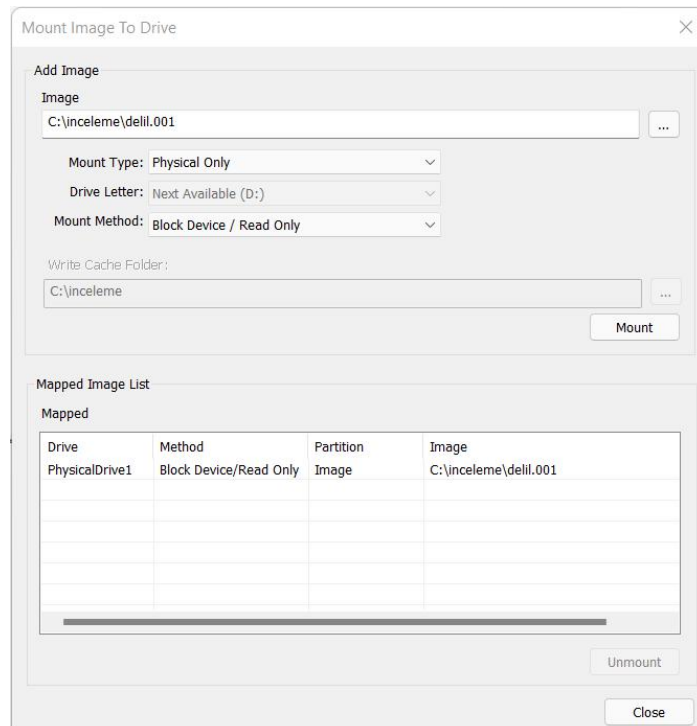 Mount Image To Drive
Add Image
Image
C:\inceleme\delil.001
...
Mount Type: Physical Only
Drive Letter: Next Available (D:)
Mount Method: Block Device / Read Only
Write Cache Folder:
C:\inceleme
...
Mount
Mapped Image List
Mapped
Drive Method Partition Image
PhysicalDrive1 Block Device/Read Only Image C:\inceleme\delil.001
Unmount
Close